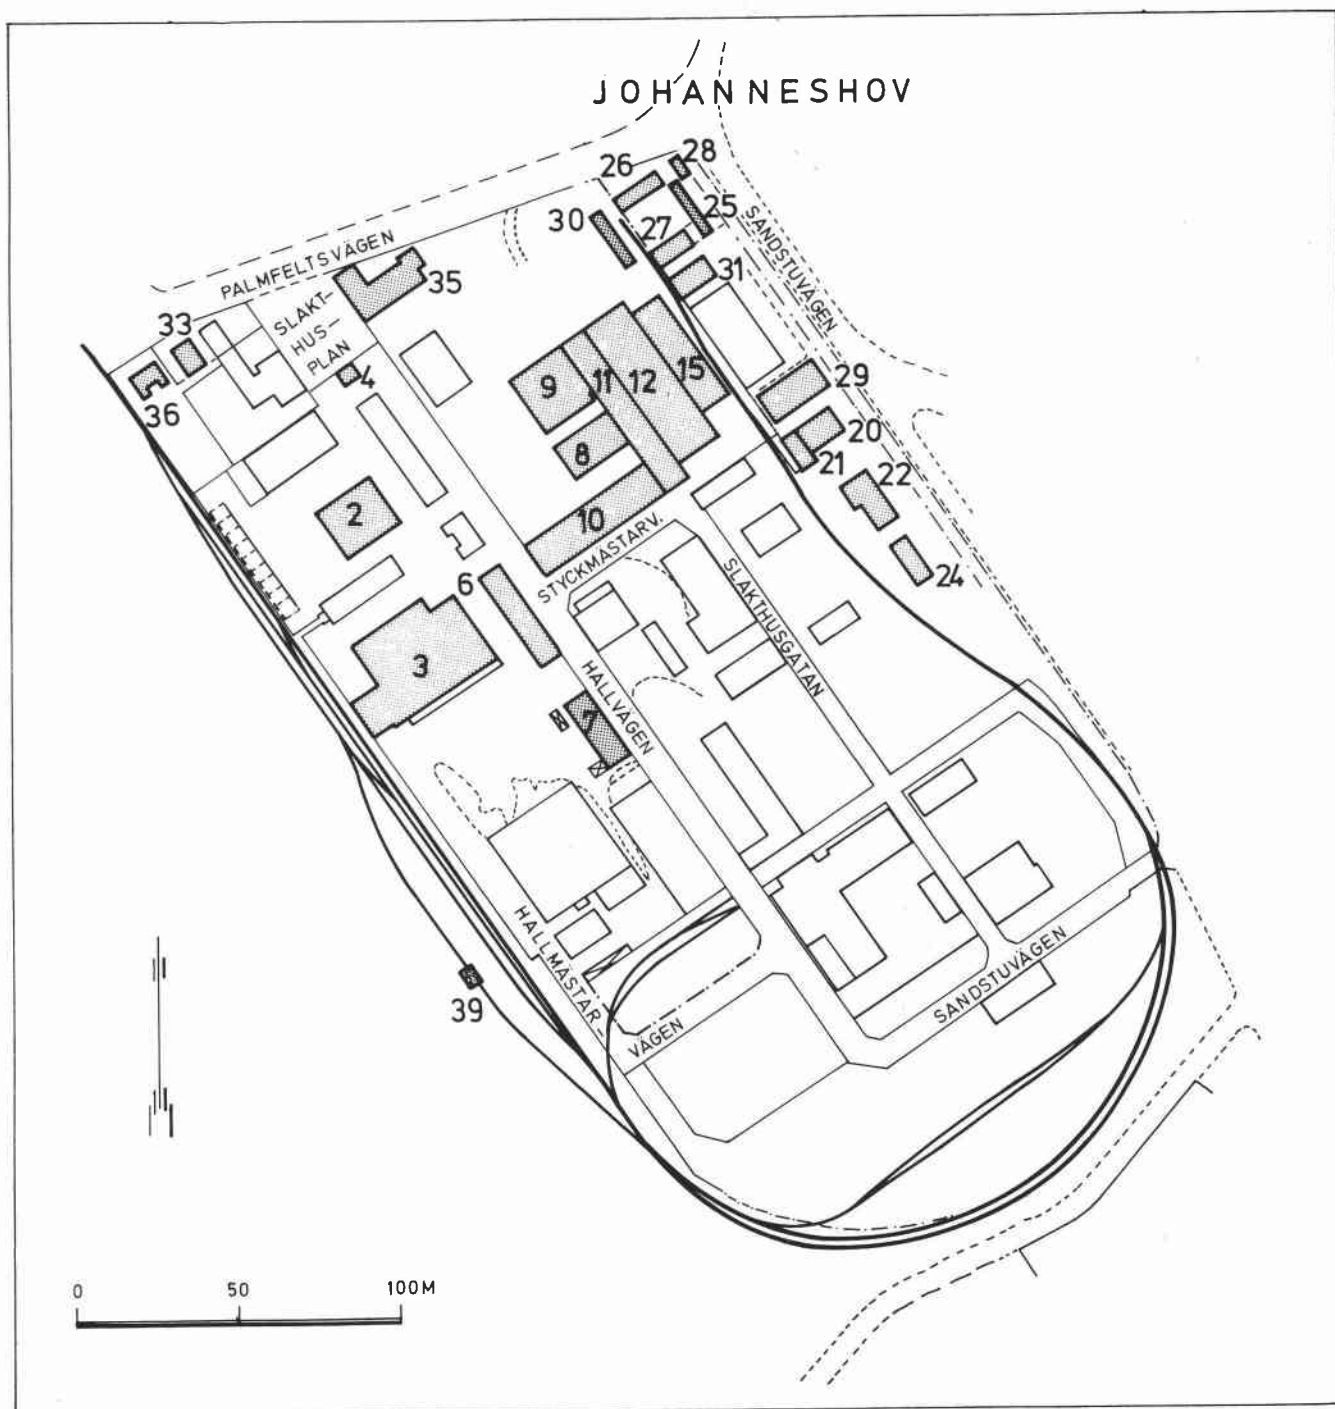 JOHANNESHOV
28
26
25
30
27
SANDSTUVÄGEN
PALMFELTSVÄGEN
35
31
SLAKT-
HUS-
PLAN
33
4
36
9
11
12
15
29
8
20
21
2
22
10
STYCKMÄSTARV.
24
6
SLAKTHUSGATAN
3
HALLVÄGEN
7
HALLMÄSTAR-
VÄGEN
SANDSTUVÄGEN
39
0
50
100M